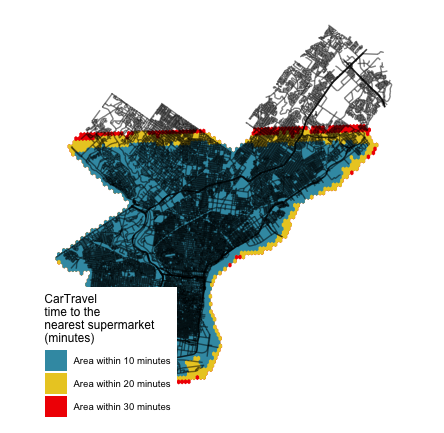 CarTravel
time to the
nearest supermarket
(minutes)
Area within 10 minutes
Area within 20 minutes
Area within 30 minutes